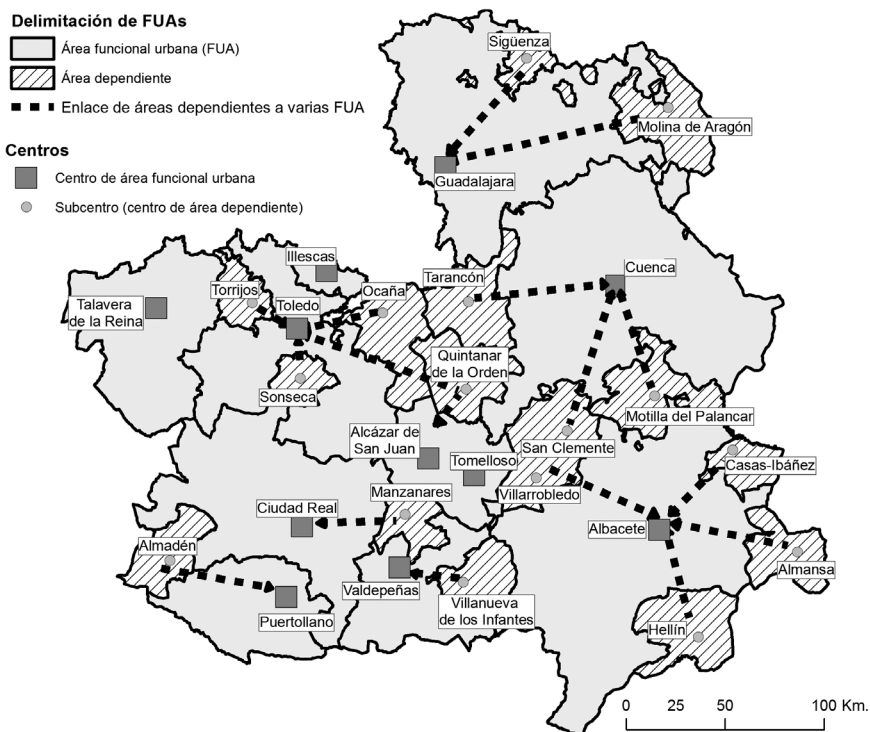 Delimitación de FUAs
Área funcional urbana (FUA)
Área dependiente
Enlace de áreas dependientes a varias FUA
Centros
Centro de área funcional urbana
Subcentro (centro de área dependiente)
Sigüenza
Molina de Aragón
Guadalajara
Illescas
Cuenca
Torrijos
Toledo
Ocaña
Tarancón
Talavera
de la Reina
Quintanar
de la Orden
Sonseca
Motilla del Palancar
Alcázar de
San Juan
Tomelloso
San Clemente
Casas-Ibáñez
Villarrobledo
Manzanares
Ciudad Real
Albacete
Almadén
Almansa
Valdepeñas
Villanueva
de los Infantes
Puertollano
Hellín
0 25 50 100 Km.